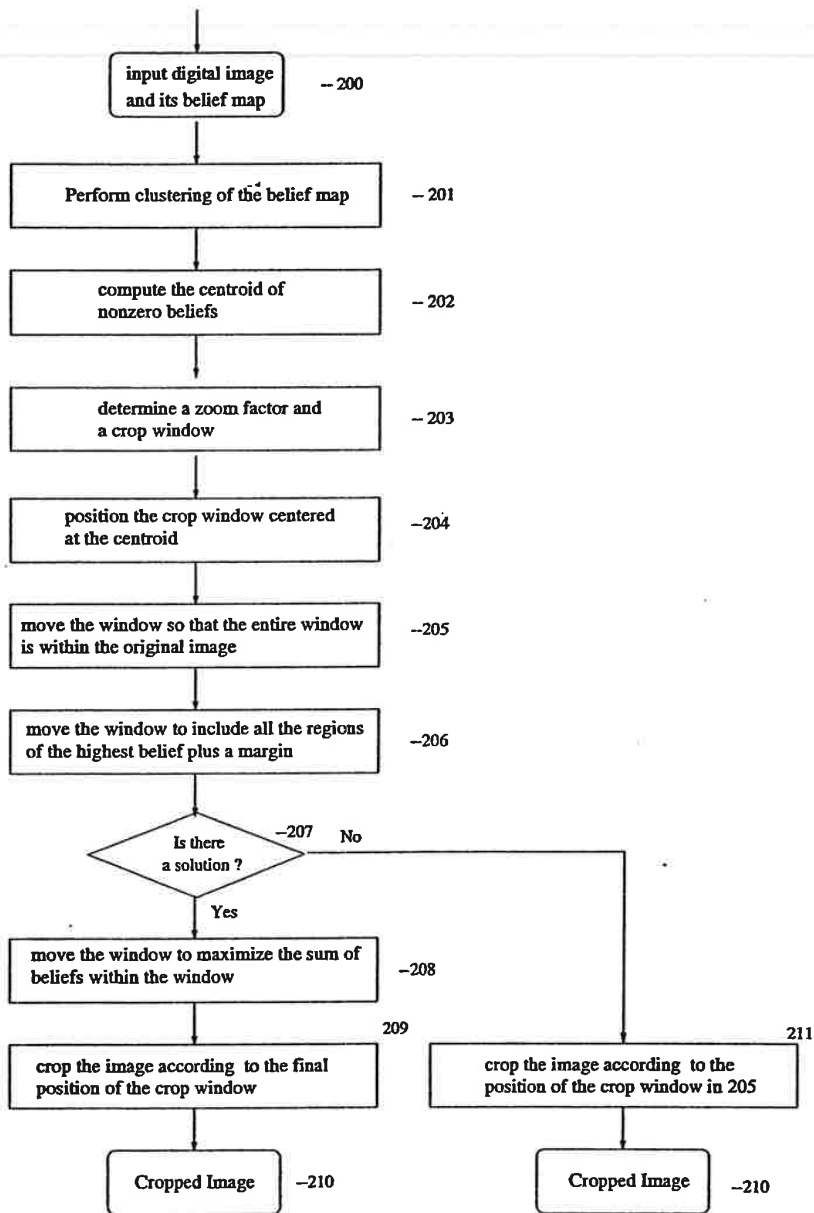 input digital image
and its belief map
-- 200
Perform clustering of the belief map
- 201
compute the centroid of
nonzero beliefs
- 202
determine a zoom factor and
a crop window
- 203
position the crop window centered
at the centroid
-204
move the window so that the entire window
is within the original image
-205
move the window to include all the regions
of the highest belief plus a margin
-206
-207
Is there
a solution ?
No
Yes
move the window to maximize the sum of
beliefs within the window
-208
209
crop the image according to the final
position of the crop window
211
crop the image according to the
position of the crop window in 205
Cropped Image
-210
Cropped Image
-210